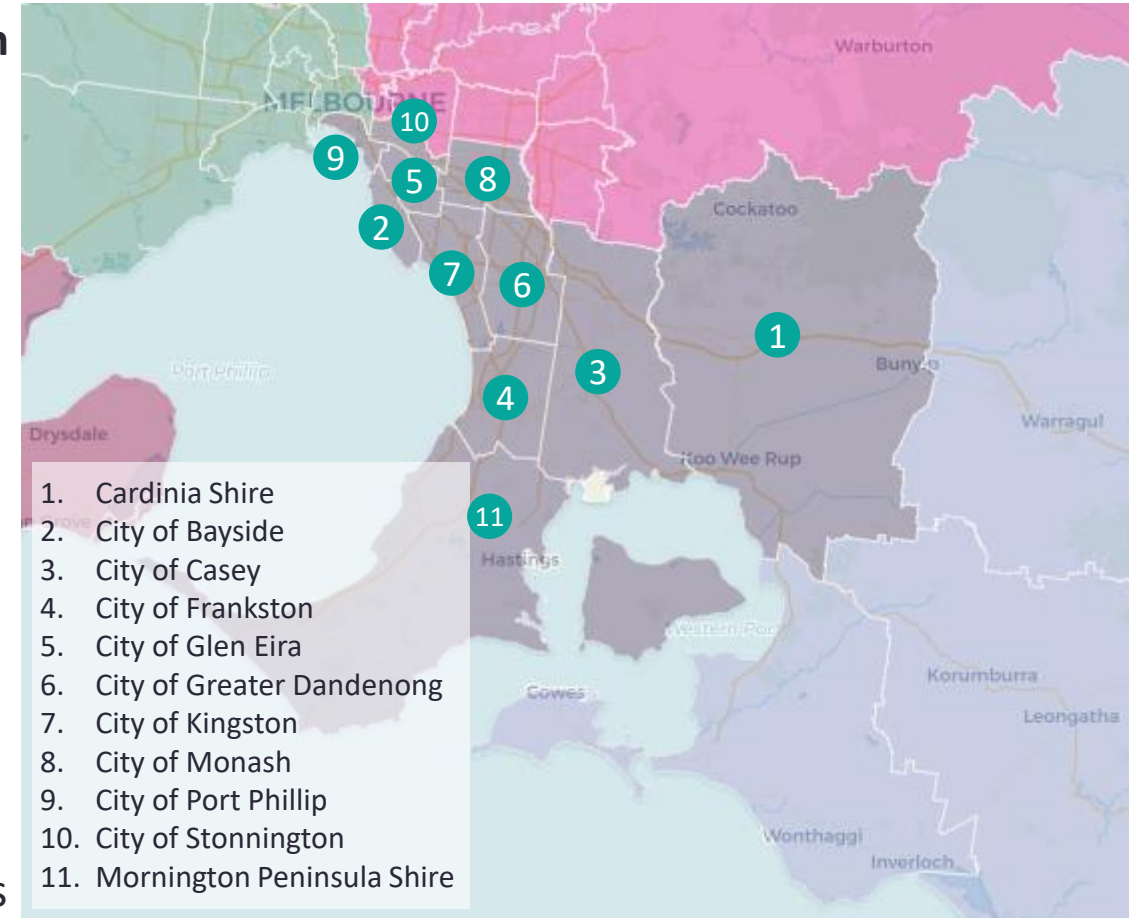 n
Warburton
MELBOURNE
10
9
5
8
Cockatoo
2
7
6
1
3
Bunyip
Port Phillip
4
Warragul
Drysdale
Koo Wee Rup
11
Hastings
Western Port
Korumburra
Cowes
Leongatha
Wonthaggi
Inverloch
1. Cardinia Shire
2. City of Bayside
3. City of Casey
4. City of Frankston
5. City of Glen Eira
6. City of Greater Dandenong
7. City of Kingston
8. City of Monash
9. City of Port Phillip
10. City of Stonnington
11. Mornington Peninsula Shire
s